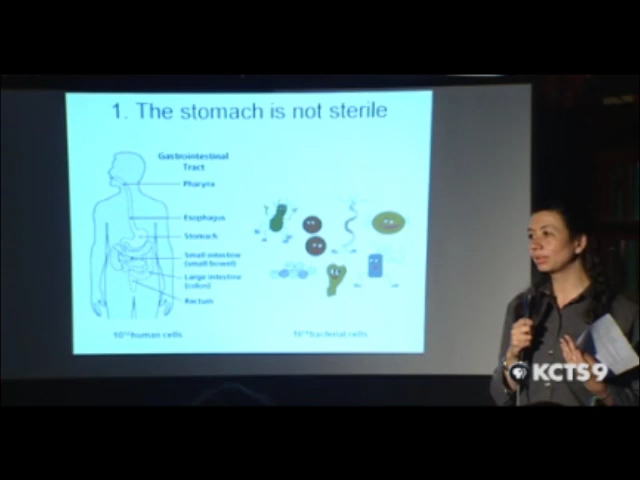 1. The stomach is not sterile
Gastrointestinal
Tract
Pharynx
Esophagus
Stomach
Small intestine
(small bowel)
Large intestine
(colon)
Rectum
human cells
bacterial cells
KCTS9